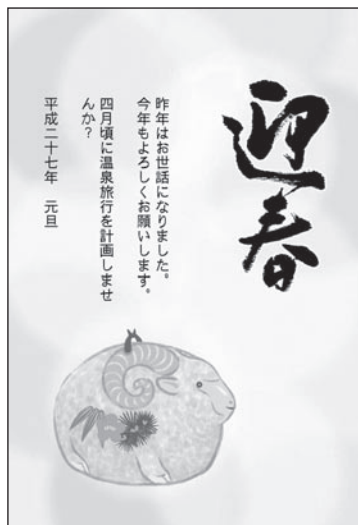 迎春
昨年はお世話になりました。
今年もよろしくお願いします。
四月頃に温泉旅行を計画しませ
んか？
平成二十七年　元旦